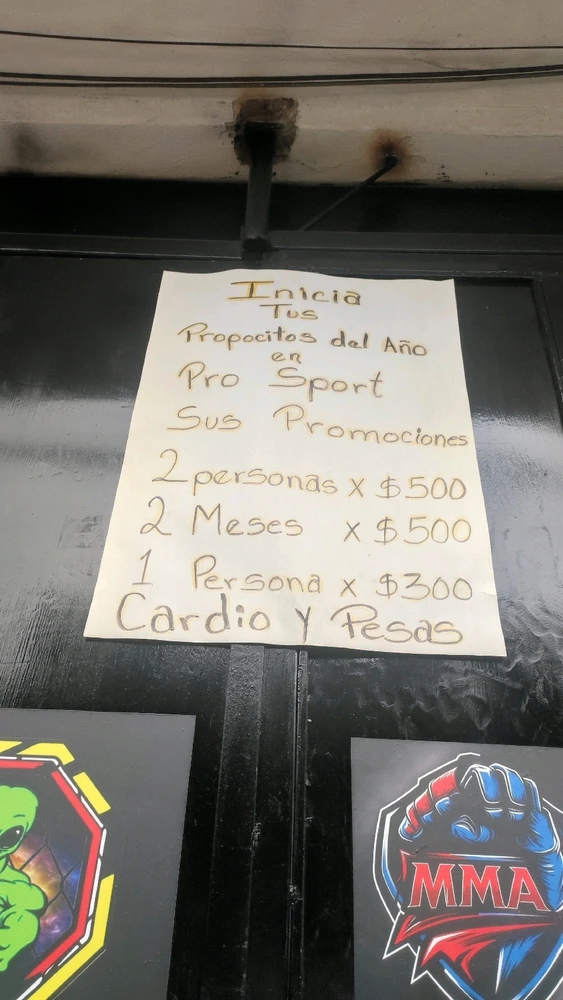 Inicia
Tus
Propocitos del Año
en
Pro Sport
Sus Promociones
2 personas x $500
2 Meses x $500
1 Persona x $300
Cardio y Pesas
MMA